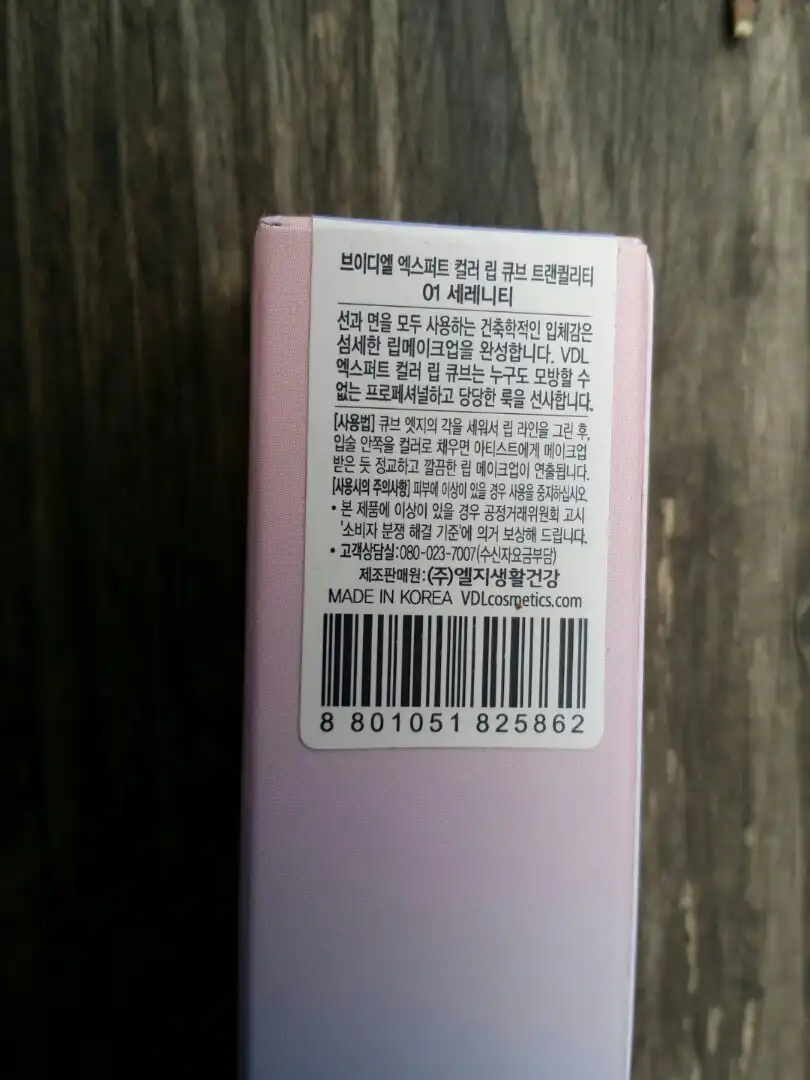 브이디엘 엑스퍼트 컬러 립 큐브 트랜퀼리티
01 세레니티
선과 면을 모두 사용하는 건축학적인 입체감은
섬세한 립메이크업을 완성합니다. VDL
엑스퍼트 컬러 립 큐브는 누구도 모방할 수
없는 프로페셔널하고 당당한 룩을 선사합니다.
[사용법] 큐브 엣지의 각을 세워서 립 라인을 그린 후,
입술 안쪽을 컬러로 채우면 아티스트에게 메이크업
받은 듯 정교하고 깔끔한 립 메이크업이 연출됩니다.
[사용시의 주의사항] 피부에 이상이 있을 경우 사용을 중지하십시오
• 본 제품에 이상이 있을 경우 공정거래위원회 고시
'소비자 분쟁 해결 기준'에 의거 보상해 드립니다.
• 고객상담실:080-023-7007(수신자요금부담)
제조판매원:(주)엘지생활건강
MADE IN KOREA VDLcosmetics.com
8 801051 825862